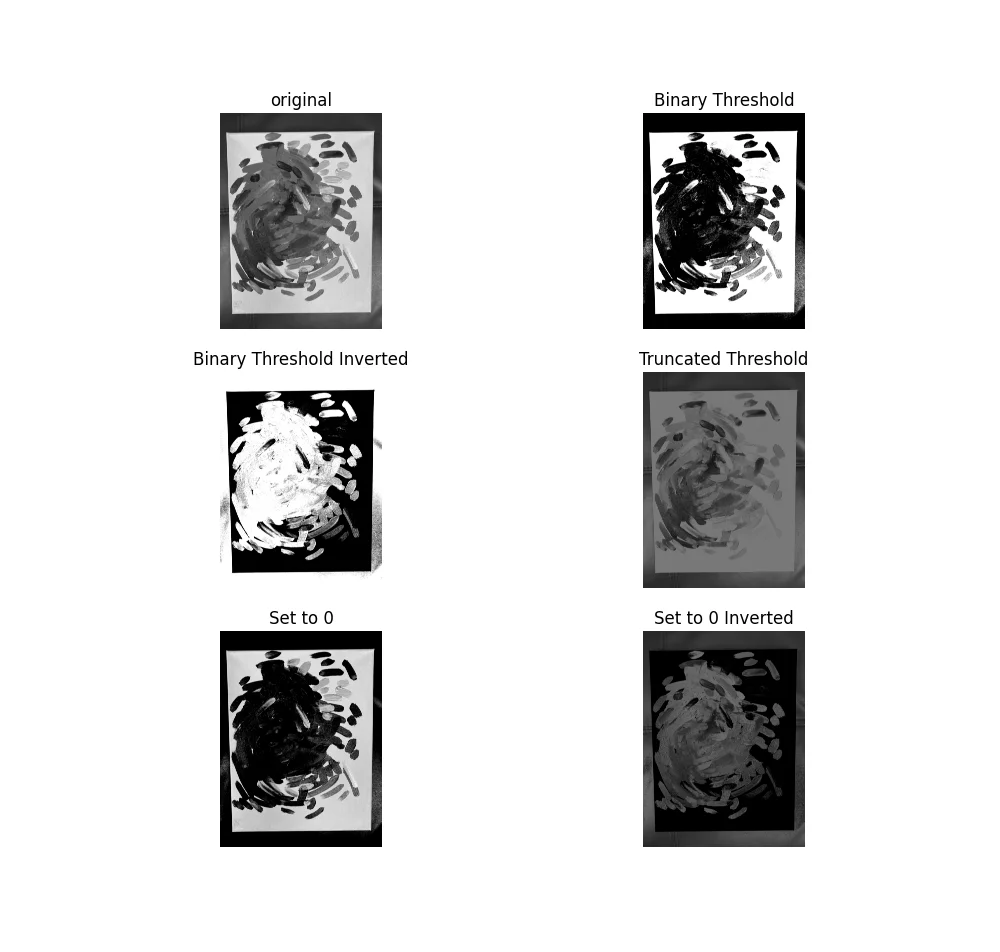 original
Binary Threshold
Binary Threshold Inverted
Truncated Threshold
Set to 0
Set to 0 Inverted